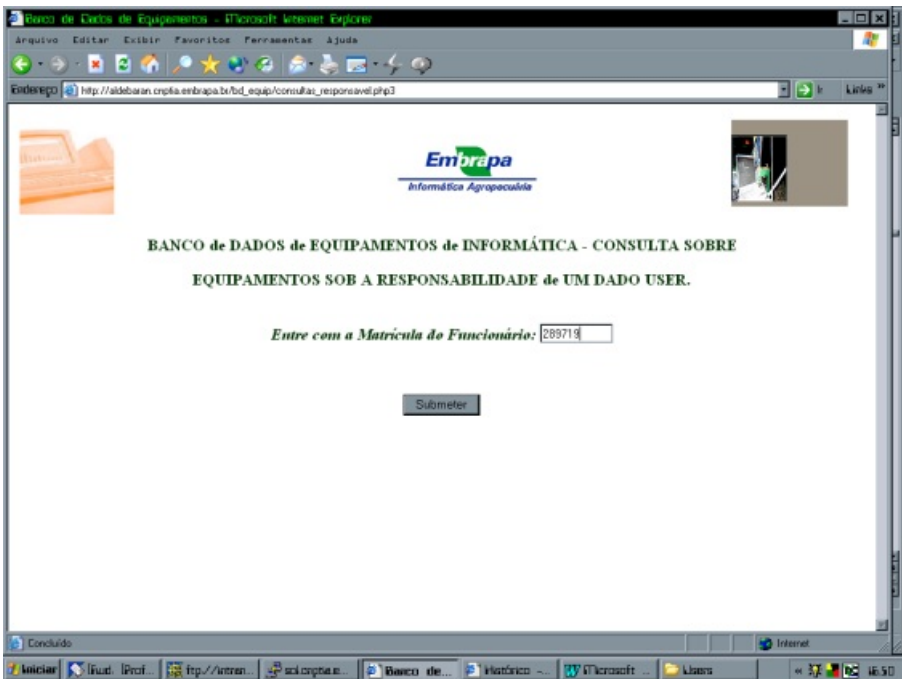 Banco de Dados de Equipamentos - Microsoft Internet Explorer
Arquivo Editar Exibir Favoritos Ferramentas Ajuda
Endereço http://aldebaran.cnptia.embrapa.br/bd_equip/consultas_responsavel.php3 Ir Links »
Embrapa
Informática Agropecuária
BANCO de DADOS de EQUIPAMENTOS de INFORMÁTICA - CONSULTA SOBRE
EQUIPAMENTOS SOB A RESPONSABILIDADE de UM DADO USER.
Entre com a Matrícula do Funcionário: 289719
Submeter
Concluído Internet
Iniciar Banco de... Histórico -... Microsoft ... Users « 16:50